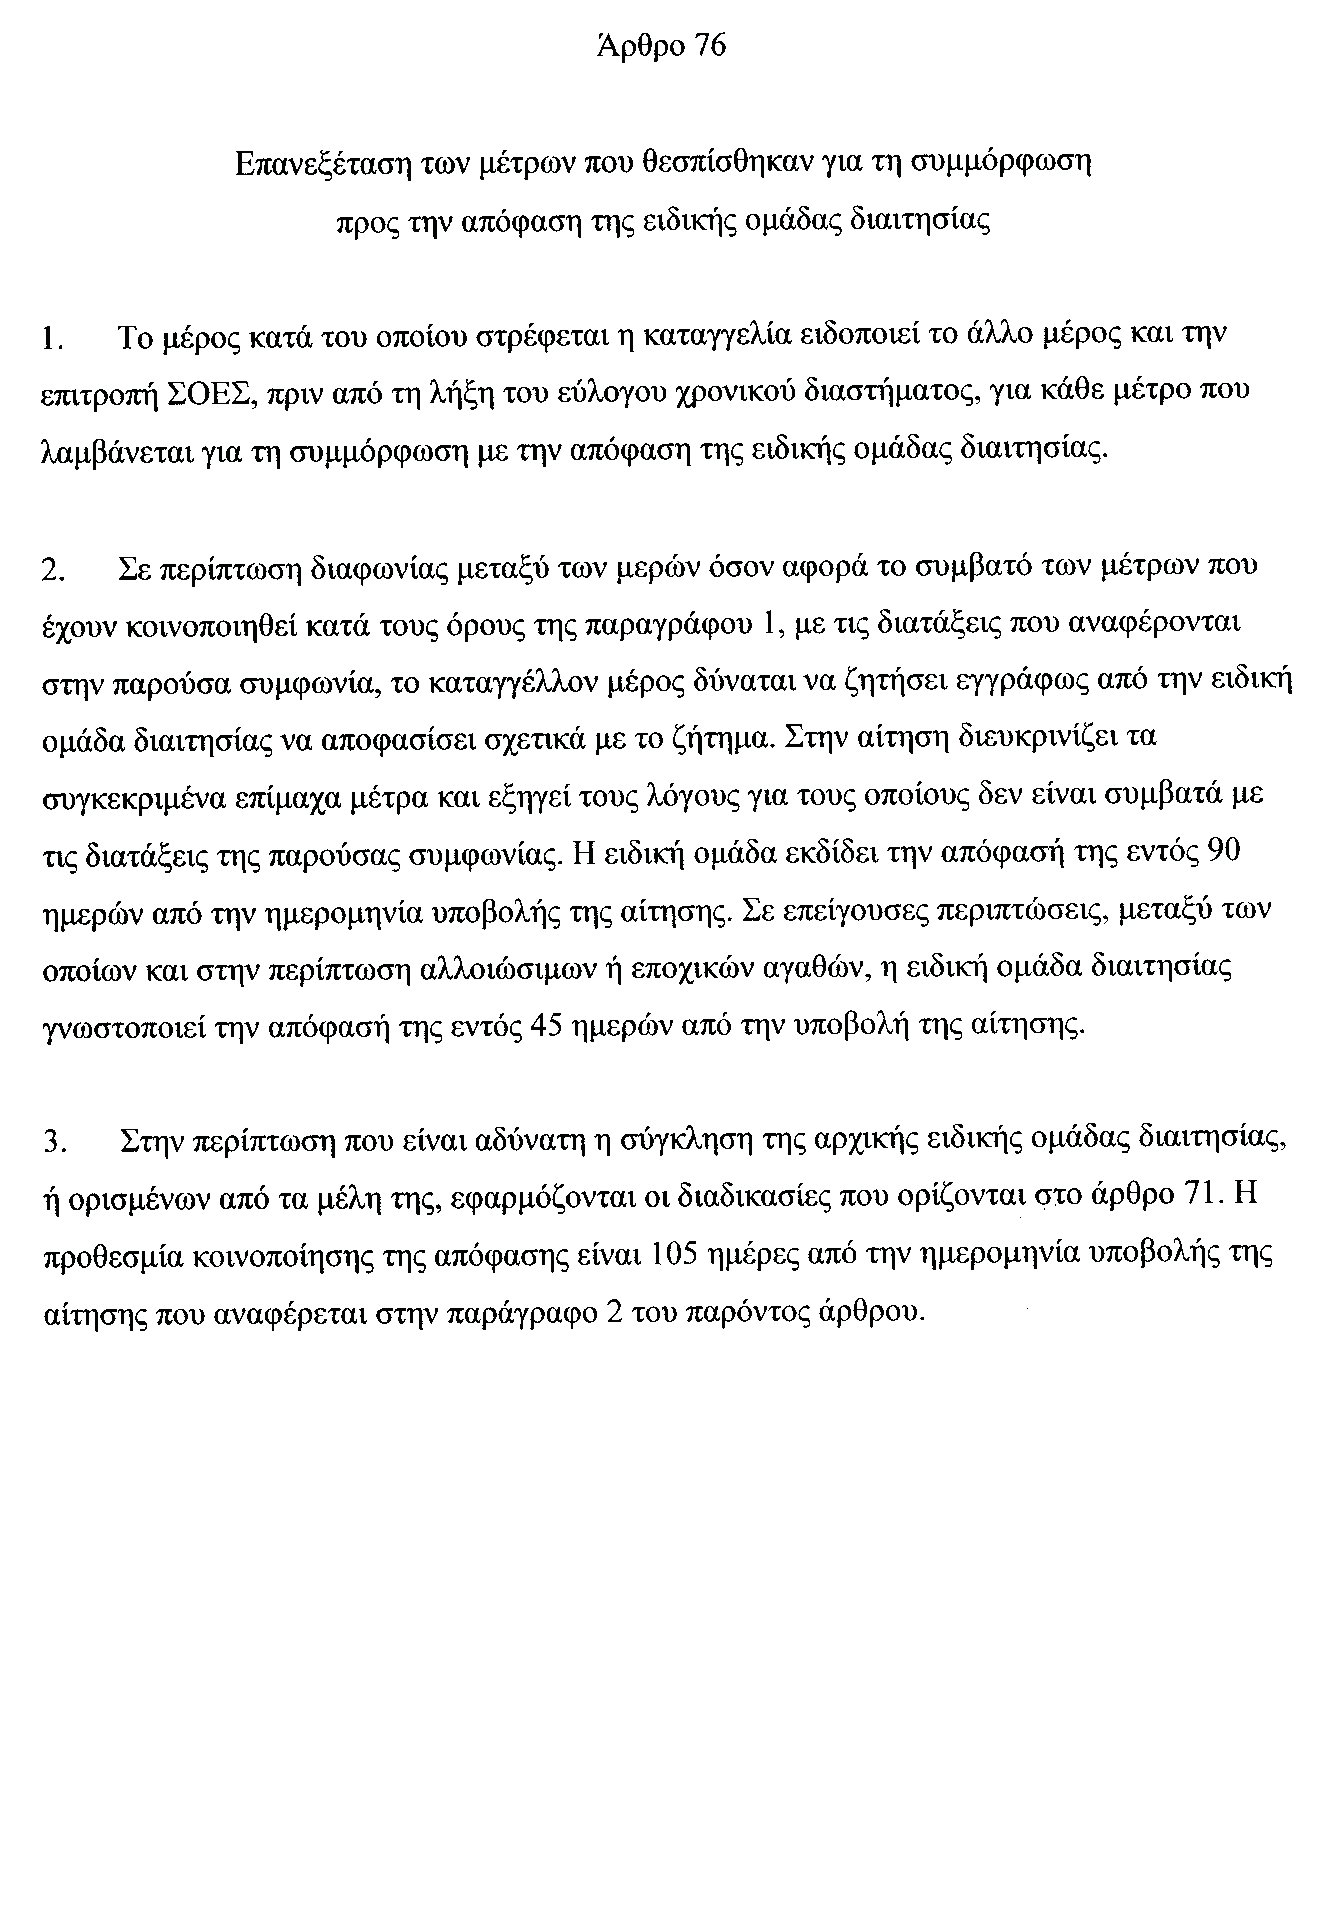 Άρθρο 76
Επανεξέταση των μέτρων που θεσπίσθηκαν για τη συμμόρφωση
προς την απόφαση της ειδικής ομάδας διαιτησίας
1. Το μέρος κατά του οποίου στρέφεται η καταγγελία ειδοποιεί το άλλο μέρος και την
επιτροπή ΣΟΕΣ, πριν από τη λήξη του εύλογου χρονικού διαστήματος, για κάθε μέτρο που
λαμβάνεται για τη συμμόρφωση με την απόφαση της ειδικής ομάδας διαιτησίας.
2. Σε περίπτωση διαφωνίας μεταξύ των μερών όσον αφορά το συμβατό των μέτρων που
έχουν κοινοποιηθεί κατά τους όρους της παραγράφου 1, με τις διατάξεις που αναφέρονται
στην παρούσα συμφωνία, το καταγγέλλον μέρος δύναται να ζητήσει εγγράφως από την ειδική
ομάδα διαιτησίας να αποφασίσει σχετικά με το ζήτημα. Στην αίτηση διευκρινίζει τα
συγκεκριμένα επίμαχα μέτρα και εξηγεί τους λόγους για τους οποίους δεν είναι συμβατά με
τις διατάξεις της παρούσας συμφωνίας. Η ειδική ομάδα εκδίδει την απόφασή της εντός 90
ημερών από την ημερομηνία υποβολής της αίτησης. Σε επείγουσες περιπτώσεις, μεταξύ των
οποίων και στην περίπτωση αλλοιώσιμων ή εποχικών αγαθών, η ειδική ομάδα διαιτησίας
γνωστοποιεί την απόφασή της εντός 45 ημερών από την υποβολή της αίτησης.
3. Στην περίπτωση που είναι αδύνατη η σύγκληση της αρχικής ειδικής ομάδας διαιτησίας,
ή ορισμένων από τα μέλη της, εφαρμόζονται οι διαδικασίες που ορίζονται στο άρθρο 71. Η
προθεσμία κοινοποίησης της απόφασης είναι 105 ημέρες από την ημερομηνία υποβολής της
αίτησης που αναφέρεται στην παράγραφο 2 του παρόντος άρθρου.